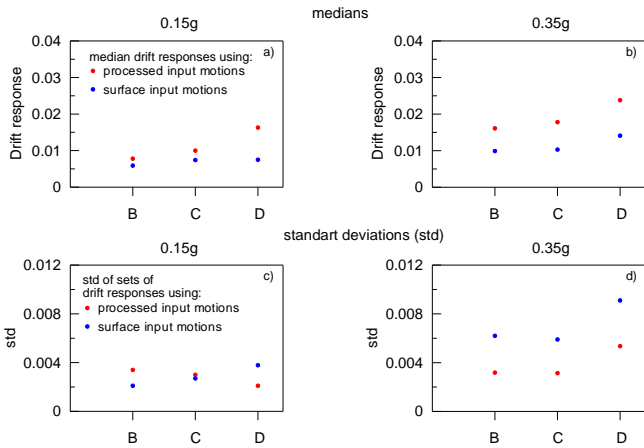 medians
0.15g
0.35g
0.04
0.03
0.02
0.01
0
Drift response
a)
median drift responses using:
processed input motions
surface input motions
B C D
0.04
0.03
0.02
0.01
0
Drift response
b)
B C D
standart deviations (std)
0.15g
0.35g
0.012
0.008
0.004
0
std
c)
std of sets of
drift responses using:
processed input motions
surface input motions
B C D
0.012
0.008
0.004
0
std
d)
B C D